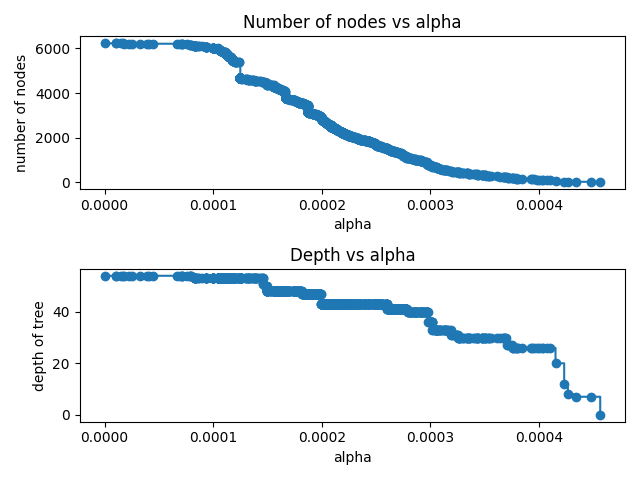 Number of nodes vs alpha
6000
4000
2000
0
number of nodes
0.0000 0.0001 0.0002 0.0003 0.0004
alpha
Depth vs alpha
40
20
0
depth of tree
0.0000 0.0001 0.0002 0.0003 0.0004
alpha